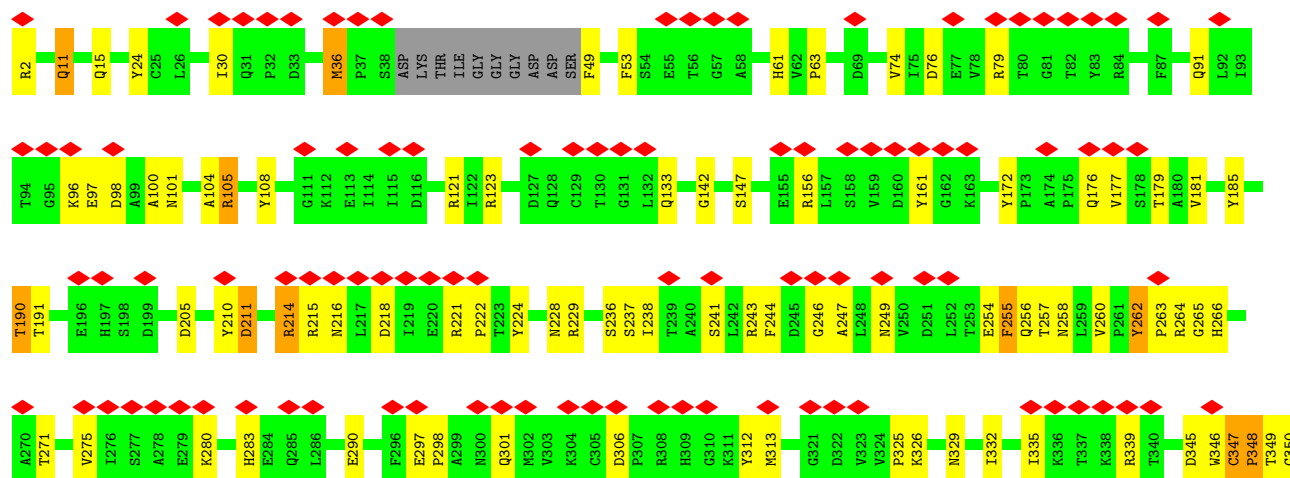 R2 Q11 Q15 Y24 C25 L26 I30 Q31 P32 D33 M36 P37 S38 ASP LYS THR ILE GLY GLY GLY ASP ASP SER F49 F53 S54 E55 T56 G57 A58 H61 V62 P63 D69 V74 I75 D76 E77 V78 R79 T80 G81 T82 Y83 R84 F87 Q91 L92 I93
T94 G95 K96 E97 D98 A99 A100 N101 A104 R105 Y108 G111 K112 E113 I114 I115 D116 R121 I122 R123 D127 Q128 C129 T130 G131 L132 Q133 G142 S147 E155 R156 L157 S158 V159 D160 Y161 G162 K163 Y172 P173 A174 P175 Q176 V177 S178 T179 A180 V181 Y185
T190 T191 E196 H197 S198 D199 D205 Y210 D211 R214 R215 N216 L217 D218 I219 E220 R221 P222 T223 Y224 N228 R229 S236 S237 I238 T239 A240 S241 L242 R243 F244 D245 G246 A247 L248 N249 V250 D251 L252 T253 E254 F255 Q256 T257 N258 L259 V260 P261 Y262 P263 R264 G265 H266
A270 T271 V275 I276 S277 A278 E279 K280 H283 E284 Q285 L286 E290 F296 E297 P298 A299 N300 Q301 M302 V303 K304 C305 D306 P307 R308 H309 G310 K311 Y312 M313 G321 D322 V323 V324 P325 K326 N329 I332 I335 K336 T337 K338 R339 T340 D345 W346 C347 P348 T349 G350